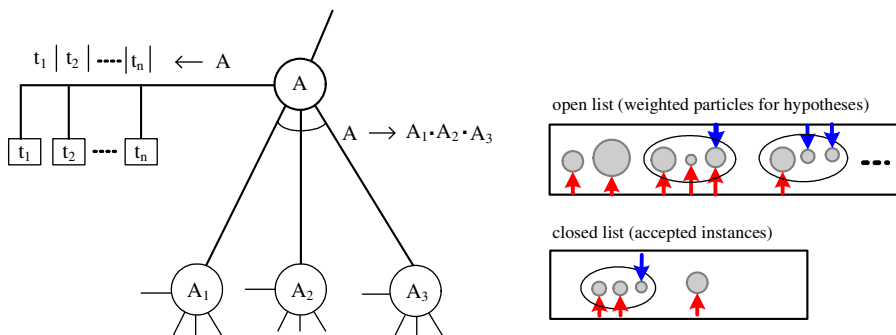 t1 | t2 | ---- | tn | ← A
A
A → A1 · A2 · A3
t1 t2 ---- tn
A1 A2 A3
open list (weighted particles for hypotheses)
closed list (accepted instances)